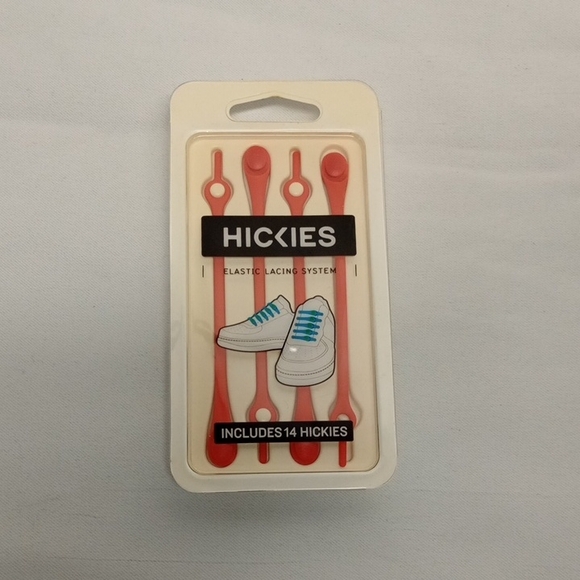 HICKIES
ELASTIC LACING SYSTEM
INCLUDES 14 HICKIES